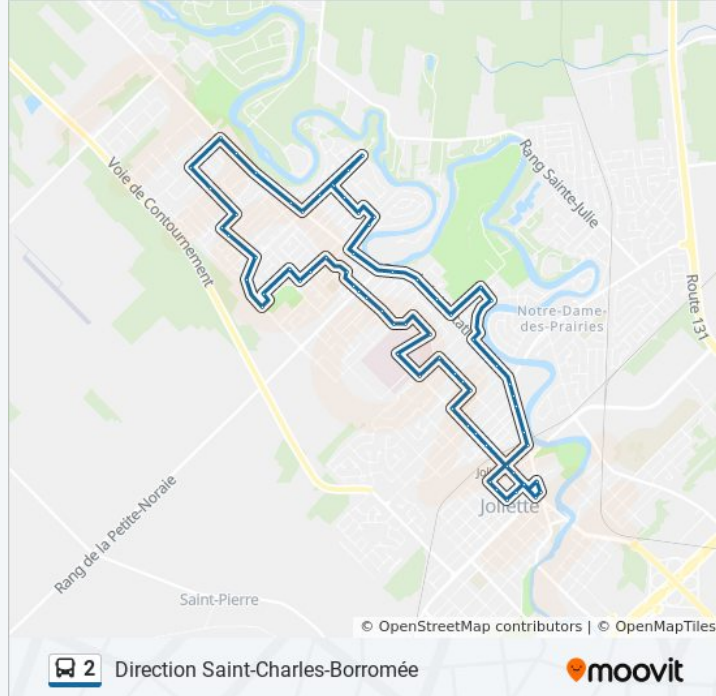 Rang Sainte-Julie
Voie de Contournement
Route 131
Notre-Dame-
des-Prairies
Joliette
Rang de la Petite-Noraie
Saint-Pierre
© OpenStreetMap contributors | © OpenMapTiles
2 Direction Saint-Charles-Borromée moovit